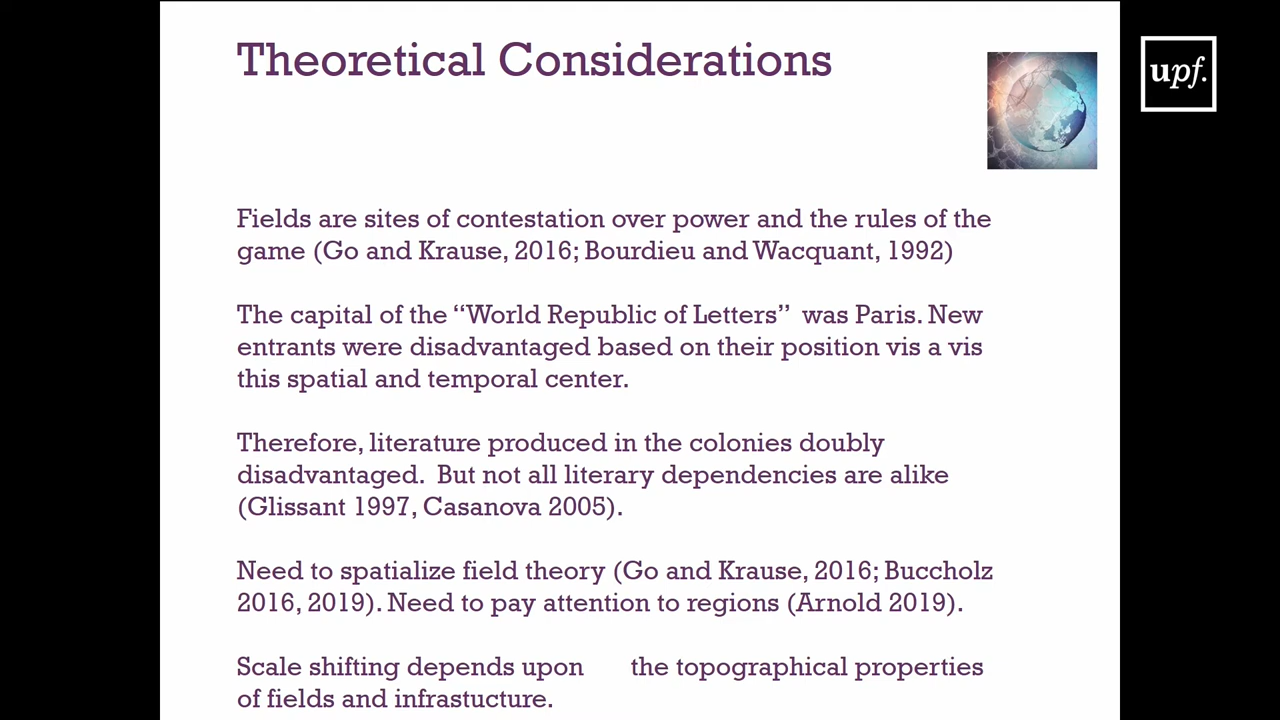 Theoretical Considerations
upf.
Fields are sites of contestation over power and the rules of the
game (Go and Krause, 2016; Bourdieu and Wacquant, 1992)
The capital of the “World Republic of Letters”  was Paris. New
entrants were disadvantaged based on their position vis a vis
this spatial and temporal center.
Therefore, literature produced in the colonies doubly
disadvantaged.  But not all literary dependencies are alike
(Glissant 1997, Casanova 2005).
Need to spatialize field theory (Go and Krause, 2016; Buccholz
2016, 2019). Need to pay attention to regions (Arnold 2019).
Scale shifting depends upon the topographical properties
of fields and infrastucture.